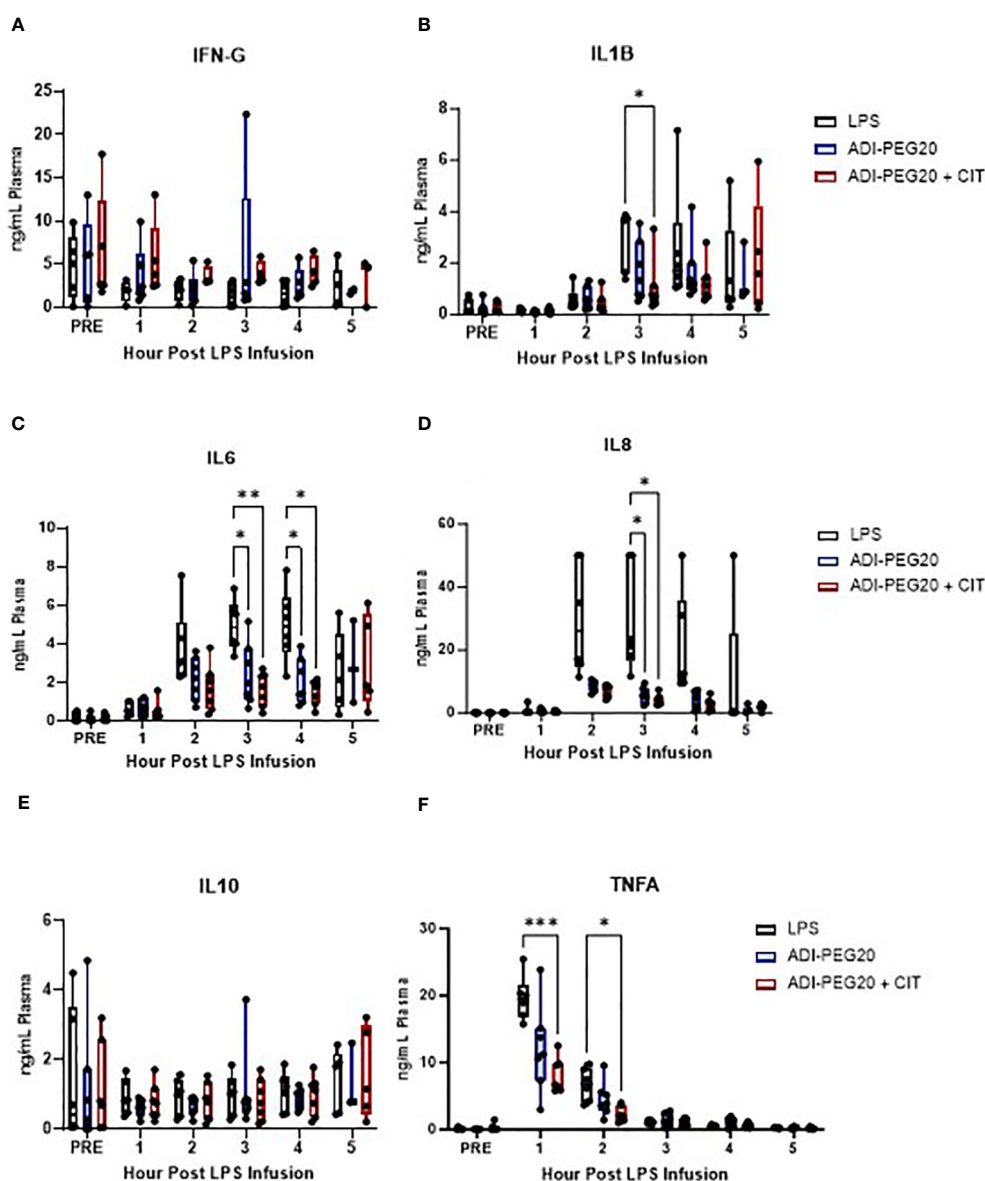 A
IFN-G
ng/mL Plasma
25
20
15
10
5
0
PRE 1 2 3 4 5
Hour Post LPS Infusion
B
IL1B
ng/mL Plasma
8
6
4
2
0
*
PRE 1 2 3 4 5
Hour Post LPS Infusion
LPS
ADI-PEG20
ADI-PEG20 + CIT
C
IL6
ng/mL Plasma
10
8
6
4
2
0
** *
* *
PRE 1 2 3 4 5
Hour Post LPS Infusion
D
IL8
ng/mL Plasma
60
40
20
0
*
*
PRE 1 2 3 4 5
Hour Post LPS Infusion
LPS
ADI-PEG20
ADI-PEG20 + CIT
E
IL10
ng/mL Plasma
6
4
2
0
PRE 1 2 3 4 5
Hour Post LPS Infusion
F
TNFA
ng/mL Plasma
30
20
10
0
*** *
PRE 1 2 3 4 5
Hour Post LPS Infusion
LPS
ADI-PEG20
ADI-PEG20 + CIT